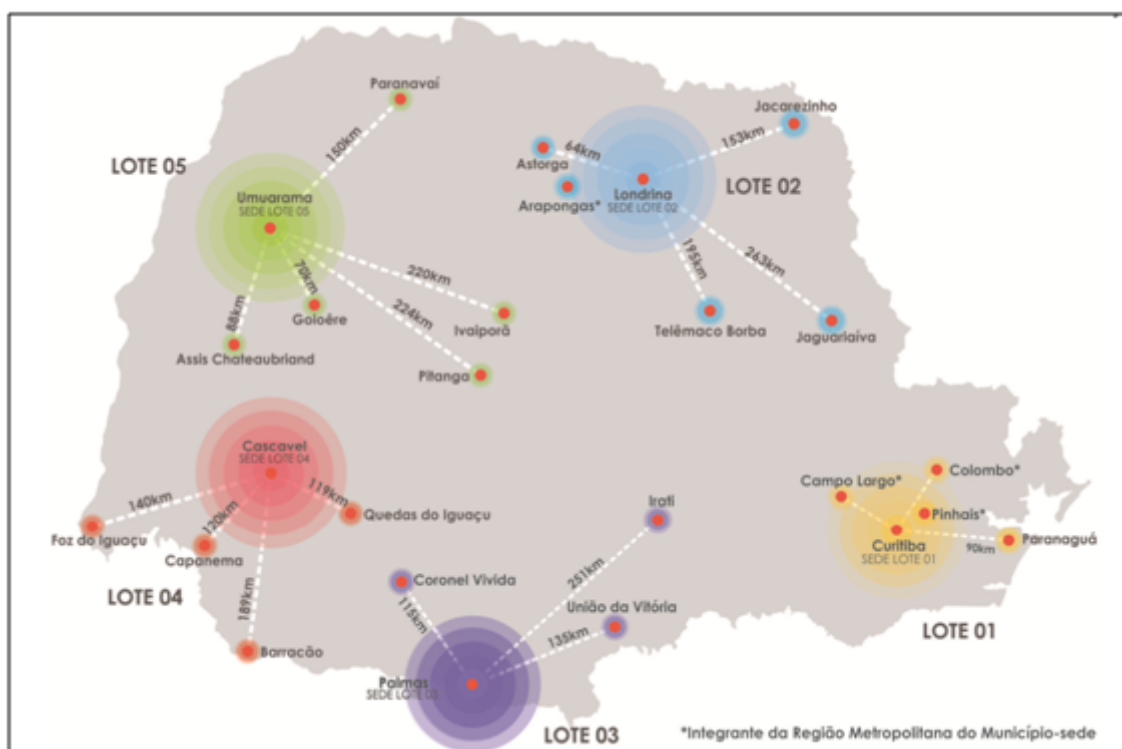 Paranavaí
150km
LOTE 05
Umuarama
SEDE LOTE 05
88km
70km
220km
224km
Goioêre
Assis Chateaubriand
Ivaiporã
Pitanga
Jacarezinho
153km
64km
Astorga
Arapongas*
Londrina
SEDE LOTE 02
LOTE 02
195km
263km
Telêmaco Borba
Jaguariaíva
Cascavel
SEDE LOTE 04
140km
120km
119km
189km
Foz do Iguaçu
Capanema
Quedas do Iguaçu
LOTE 04
Barracão
Irati
251km
Coronel Vivida
115km
União da Vitória
135km
Palmas
SEDE LOTE 03
LOTE 03
Campo Largo*
Colombo*
Pinhais*
Curitiba
SEDE LOTE 01
90km
Paranaguá
LOTE 01
*Integrante da Região Metropolitana do Município-sede